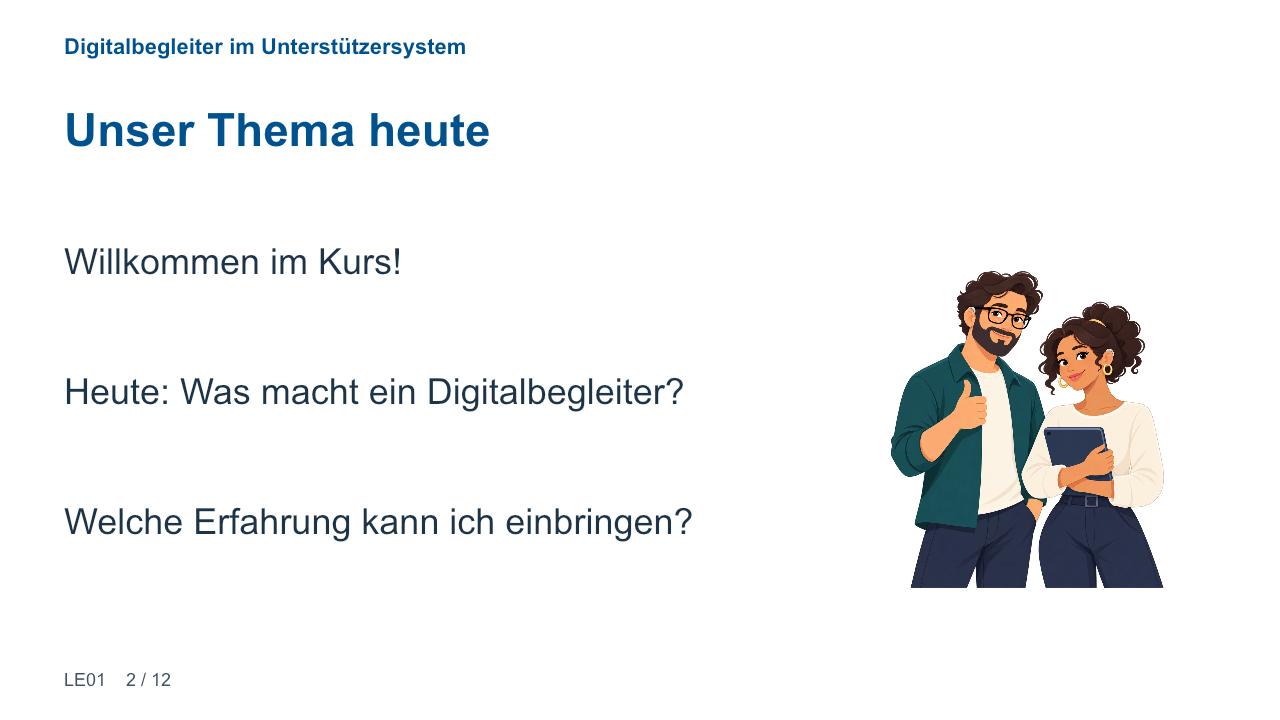 Digitalbegleiter im Unterstützersystem
Unser Thema heute
Willkommen im Kurs!
Heute: Was macht ein Digitalbegleiter?
Welche Erfahrung kann ich einbringen?
LE01 2 / 12